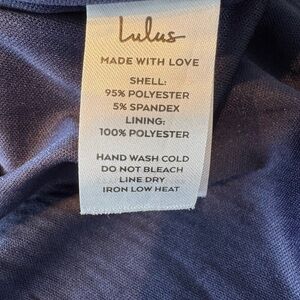 Lulus
MADE WITH LOVE
SHELL:
95% POLYESTER
5% SPANDEX
LINING:
100% POLYESTER
HAND WASH COLD
DO NOT BLEACH
LINE DRY
IRON LOW HEAT